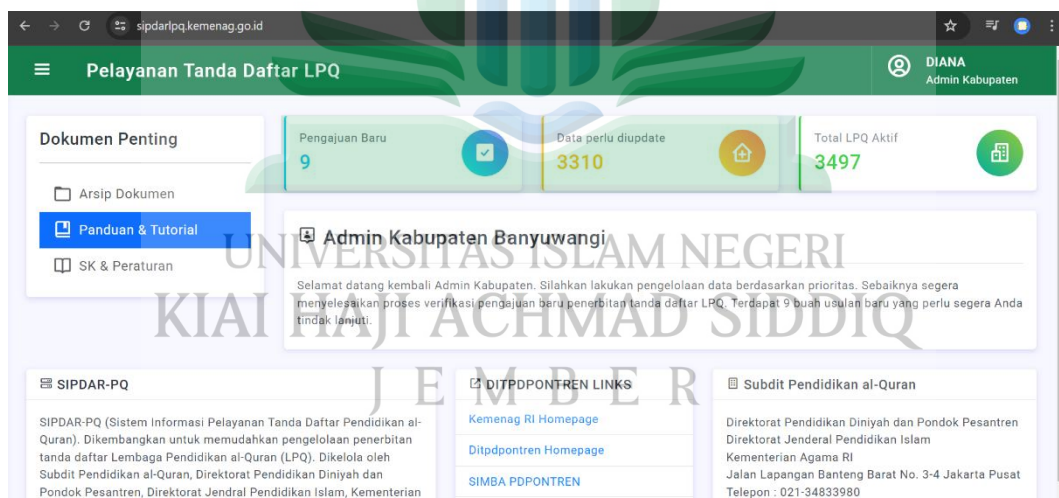 sipdarlpq.kemenag.go.id
Pelayanan Tanda Daftar LPQ
DIANA
Admin Kabupaten
Dokumen Penting
Arsip Dokumen
Panduan & Tutorial
SK & Peraturan
Pengajuan Baru
9
Data perlu diupdate
3310
Total LPQ Aktif
3497
Admin Kabupaten Banyuwangi
Selamat datang kembali Admin Kabupaten. Silahkan lakukan pengelolaan data berdasarkan prioritas. Sebaiknya segera
menyelesaikan proses verifikasi pengajuan baru penerbitan tanda daftar LPQ. Terdapat 9 buah usulan baru yang perlu segera Anda
tindak lanjuti.
UNIVERSITAS ISLAM NEGERI
KIAI HAJI ACHMAD SIDDIQ
JEMBER
SIPDAR-PQ
SIPDAR-PQ (Sistem Informasi Pelayanan Tanda Daftar Pendidikan al-
Quran). Dikembangkan untuk memudahkan pengelolaan penerbitan
tanda daftar Lembaga Pendidikan al-Quran (LPQ). Dikelola oleh
Subdit Pendidikan al-Quran, Direktorat Pendidikan Diniyah dan
Pondok Pesantren, Direktorat Jendral Pendidikan Islam, Kementerian
DITPDPONTREN LINKS
Kemenag RI Homepage
Ditpdpontren Homepage
SIMBA PDPONTREN
Subdit Pendidikan al-Quran
Direktorat Pendidikan Diniyah dan Pondok Pesantren
Direktorat Jenderal Pendidikan Islam
Kementerian Agama RI
Jalan Lapangan Banteng Barat No. 3-4 Jakarta Pusat
Telepon : 021-34833980